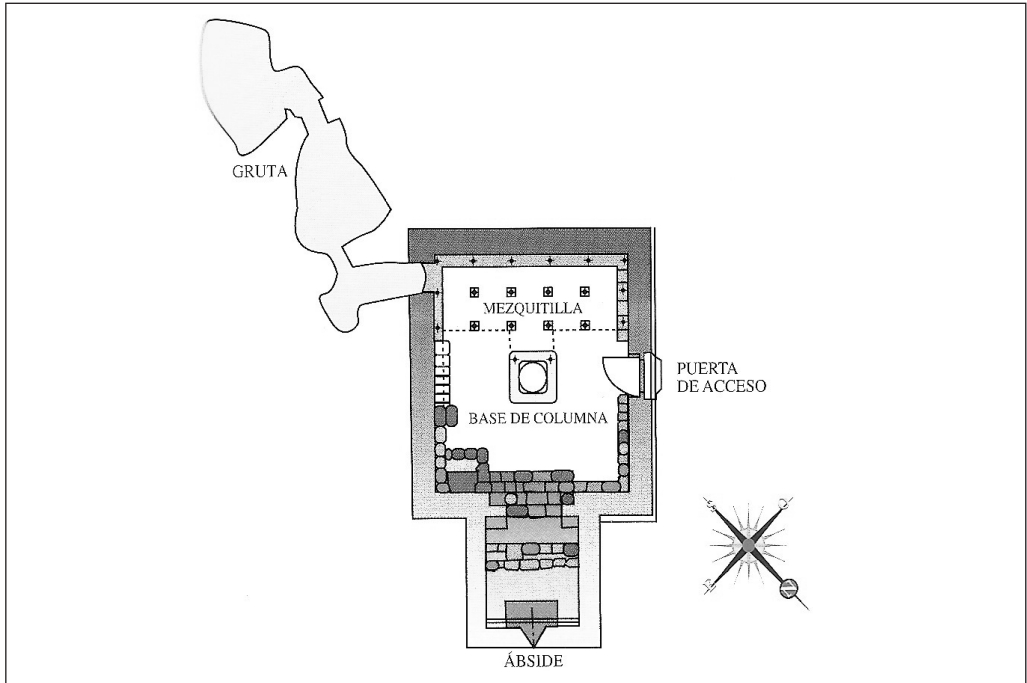 GRUTA
MEZQUITILLA
PUERTA
DE ACCESO
BASE DE COLUMNA
ÁBSIDE